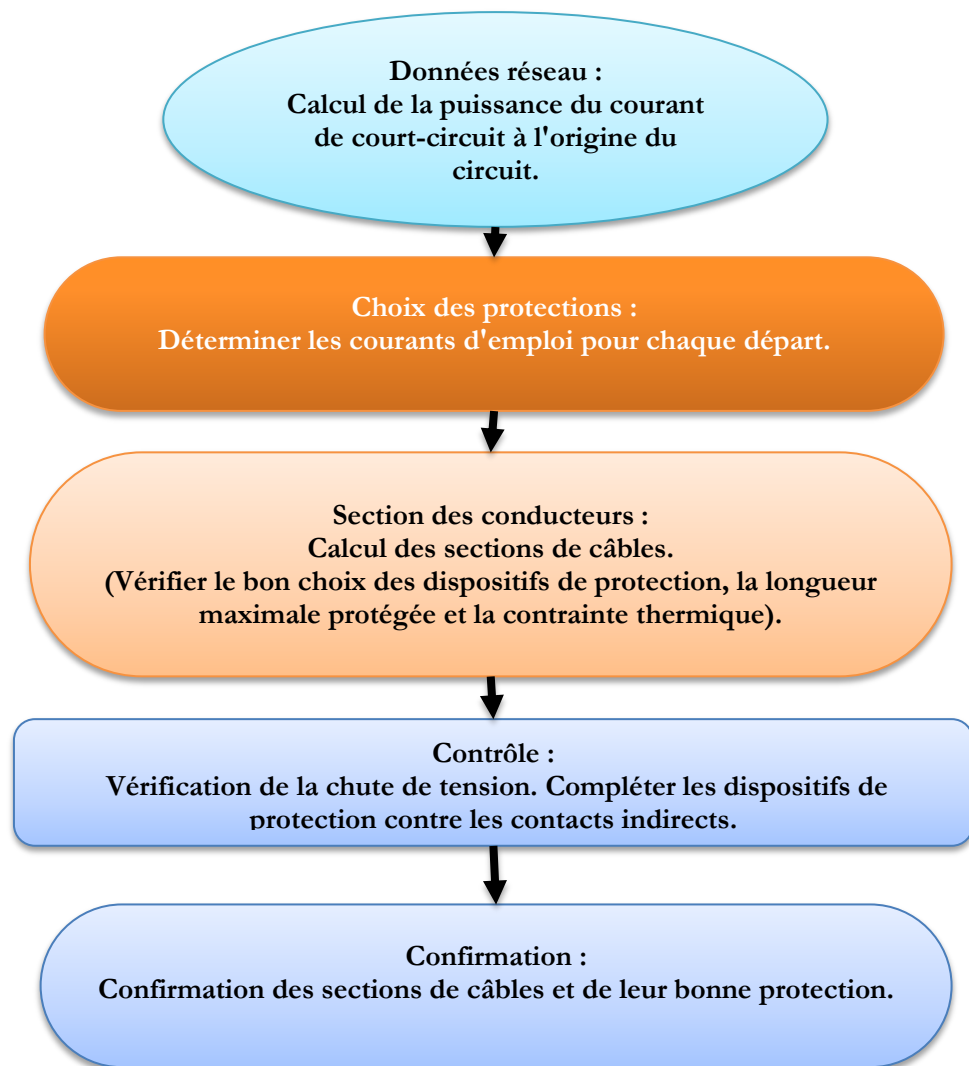 Données réseau :
Calcul de la puissance du courant
de court-circuit à l'origine du
circuit.
Choix des protections :
Déterminer les courants d'emploi pour chaque départ.
Section des conducteurs :
Calcul des sections de câbles.
(Vérifier le bon choix des dispositifs de protection, la longueur
maximale protégée et la contrainte thermique).
Contrôle :
Vérification de la chute de tension. Compléter les dispositifs de
protection contre les contacts indirects.
Confirmation :
Confirmation des sections de câbles et de leur bonne protection.